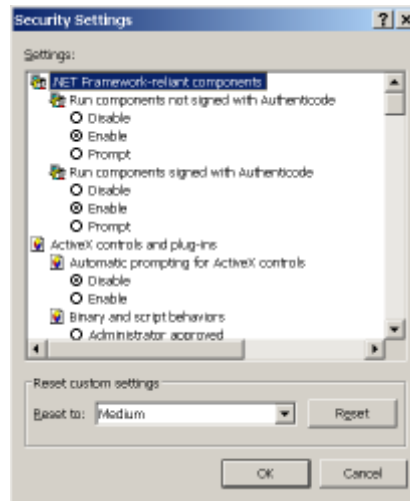 Security Settings
Settings:
.NET Framework-reliant components
Run components not signed with Authenticode
Disable
Enable
Prompt
Run components signed with Authenticode
Disable
Enable
Prompt
ActiveX controls and plug-ins
Automatic prompting for ActiveX controls
Disable
Enable
Binary and script behaviors
Administrator approved
Reset custom settings
Reset to: Medium Reset
OK Cancel